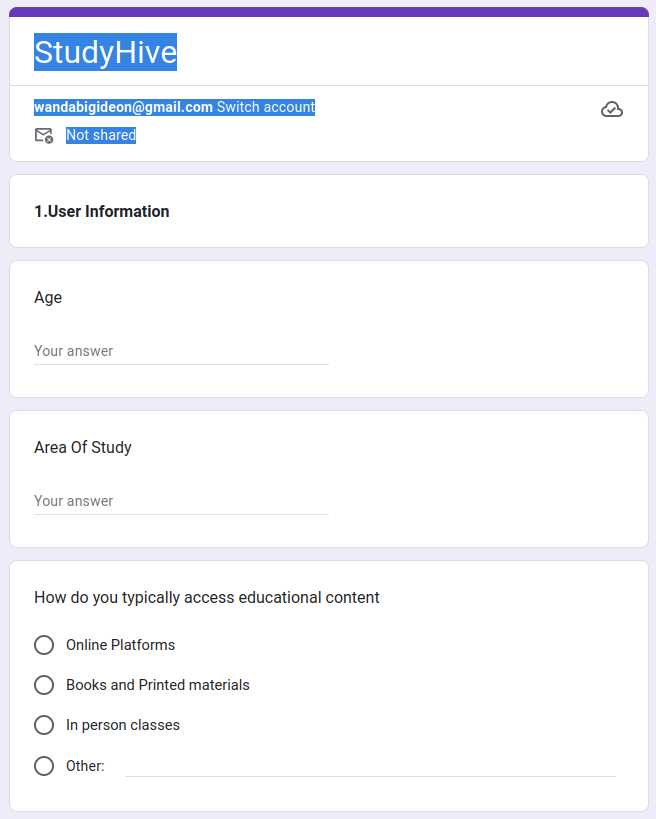 StudyHive
wandabigideon@gmail.com Switch account
Not shared
1.User Information
Age
Your answer
Area Of Study
Your answer
How do you typically access educational content
Online Platforms
Books and Printed materials
In person classes
Other: